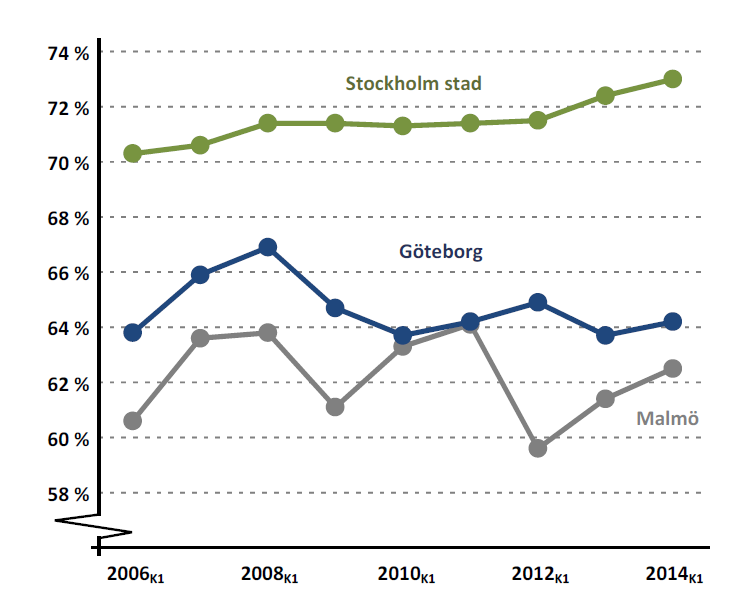 74 %
Stockholm stad
72 %
70 %
68 %
Göteborg
66 %
64 %
62 %
Malmö
60 %
58 %
2006K1 2008K1 2010K1 2012K1 2014K1